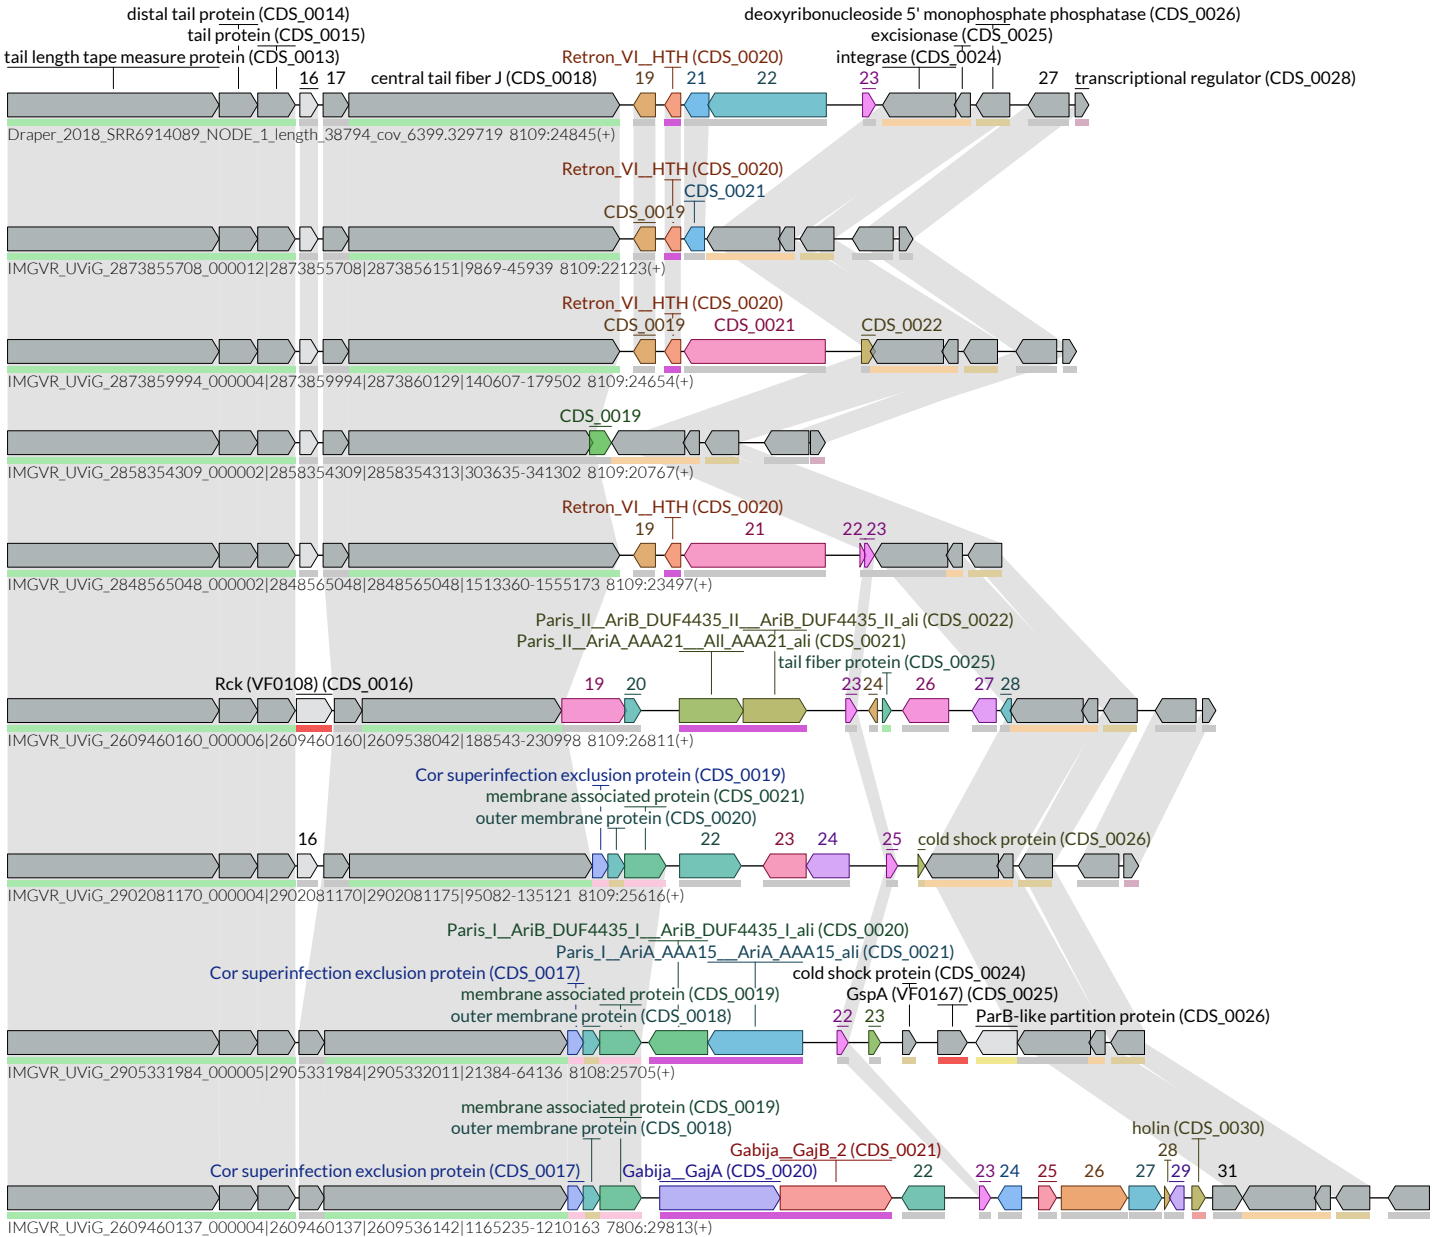 distal tail protein (CDS_0014) deoxyribonucleoside 5' monophosphate phosphatase (CDS_0026)
tail protein (CDS_0015) excisionase (CDS_0025)
tail length tape measure protein (CDS_0013) Retron_VI__HTH (CDS_0020) integrase (CDS_0024)
16 17 central tail fiber J (CDS_0018) 19 21 22 23 27 transcriptional regulator (CDS_0028)
Draper_2018_SRR6914089_NODE_1_length_38794_cov_6399.329719 8109:24845(+)
Retron_VI__HTH (CDS_0020)
CDS_0021
CDS_0019
IMGVR_UViG_2873855708_000012|2873855708|2873856151|9869-45939 8109:22123(+)
Retron_VI__HTH (CDS_0020)
CDS_0019 CDS_0021 CDS_0022
IMGVR_UViG_2873859994_000004|2873859994|2873860129|140607-179502 8109:24654(+)
CDS_0019
IMGVR_UViG_2858354309_000002|2858354309|2858354313|303635-341302 8109:20767(+)
Retron_VI__HTH (CDS_0020)
19 21 22 23
IMGVR_UViG_2848565048_000002|2848565048|2848565048|1513360-1555173 8109:23497(+)
Paris_II__AriB_DUF4435_II__AriB_DUF4435_II_ali (CDS_0022)
Paris_II__AriA_AAA21__All_AAA21_ali (CDS_0021)
tail fiber protein (CDS_0025)
Rck (VF0108) (CDS_0016) 19 20 23 24 26 27 28
IMGVR_UViG_2609460160_000006|2609460160|2609538042|188543-230998 8109:26811(+)
Cor superinfection exclusion protein (CDS_0019)
membrane associated protein (CDS_0021)
outer membrane protein (CDS_0020)
16 22 23 24 25 cold shock protein (CDS_0026)
IMGVR_UViG_2902081170_000004|2902081170|2902081175|95082-135121 8109:25616(+)
Paris_I__AriB_DUF4435_I__AriB_DUF4435_I_ali (CDS_0020)
Paris_I__AriA_AAA15__AriA_AAA15_ali (CDS_0021)
Cor superinfection exclusion protein (CDS_0017) cold shock protein (CDS_0024)
membrane associated protein (CDS_0019) GspA (VF0167) (CDS_0025)
outer membrane protein (CDS_0018) 22 23 ParB-like partition protein (CDS_0026)
IMGVR_UViG_2905331984_000005|2905331984|2905332011|21384-64136 8108:25705(+)
membrane associated protein (CDS_0019)
outer membrane protein (CDS_0018) holin (CDS_0030)
Gabija__GajB_2 (CDS_0021) 28
Cor superinfection exclusion protein (CDS_0017) Gabija__GajA (CDS_0020) 22 23 24 25 26 27 29 31
IMGVR_UViG_2609460137_000004|2609460137|2609536142|1165235-1210163 7806:29813(+)